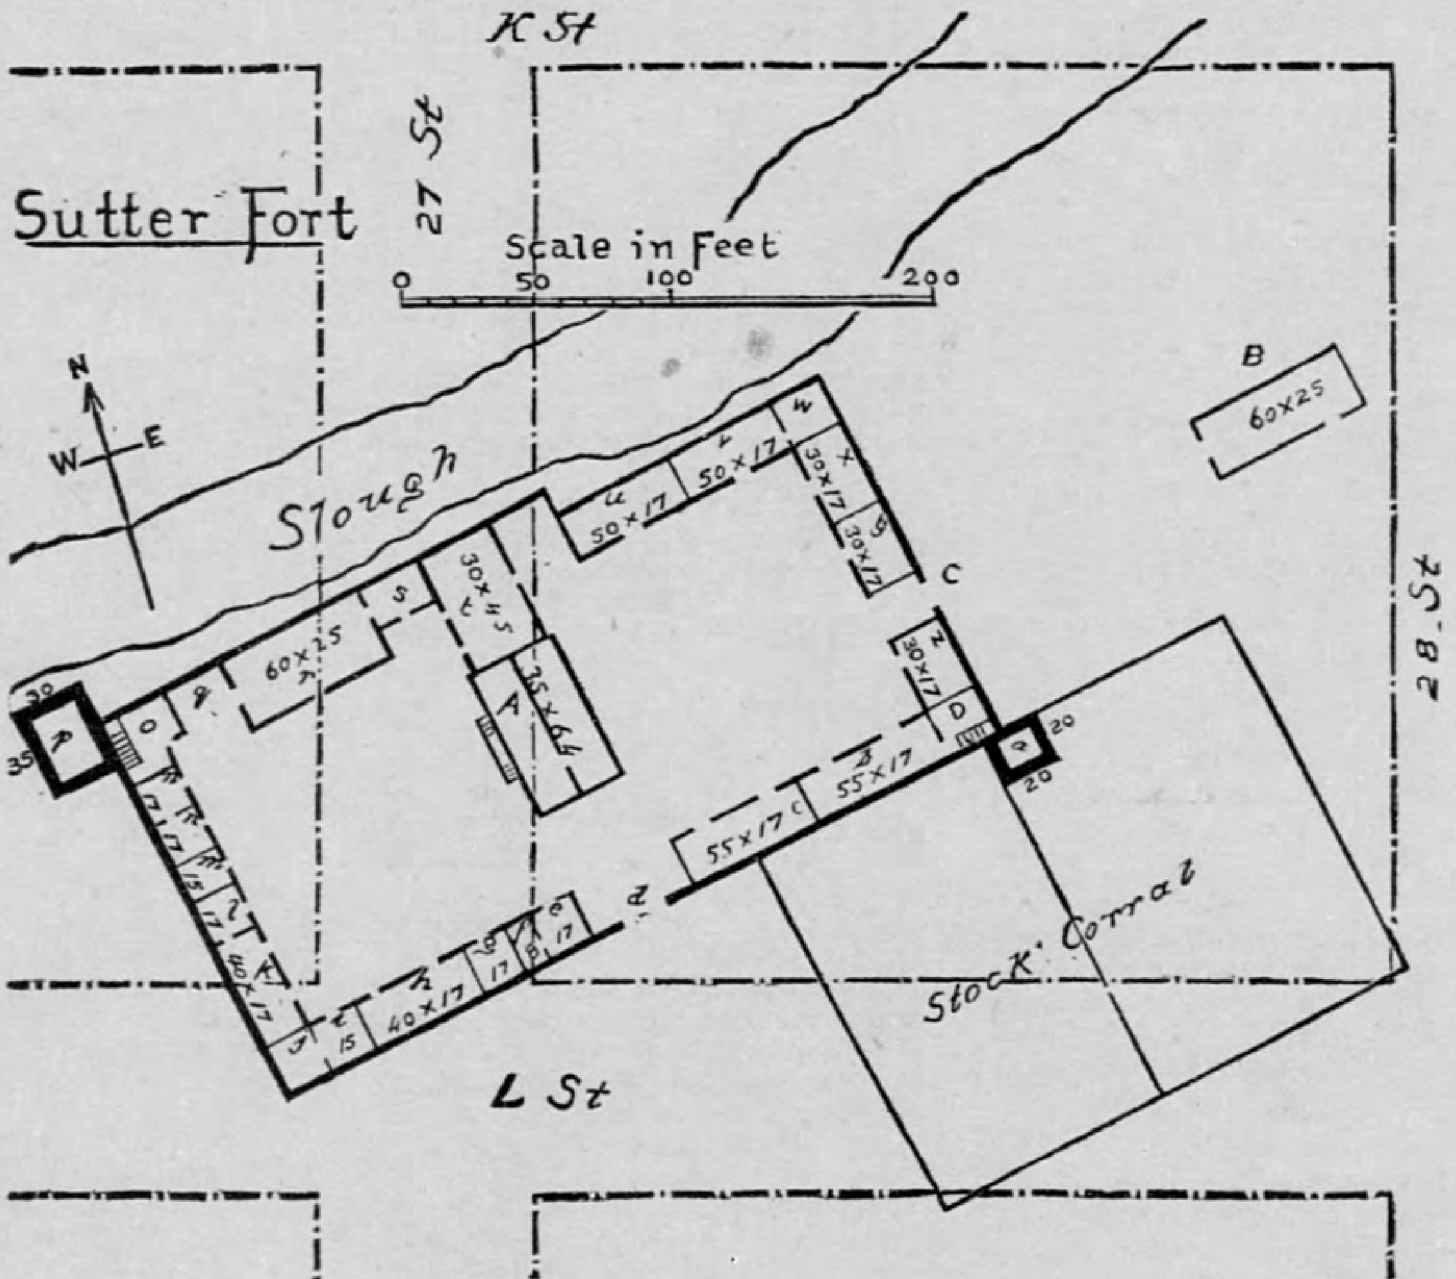 K St
27 St
Sutter Fort
Scale in Feet
0 50 100 200
N
W E
B
60x25
Slough
w
v
50x17
u
50x17
x
30x17
y
30x17
C
s
30x45
t
60x25
r
z
30x17
28. St
30
p
35
o
q
A
35x64
D
a
20
20
b
55x17
c
55x17
17
17
15
17
l
k
40x17
d
e
17
g
17
h
40x17
i
15
J
Stock Corral
L St